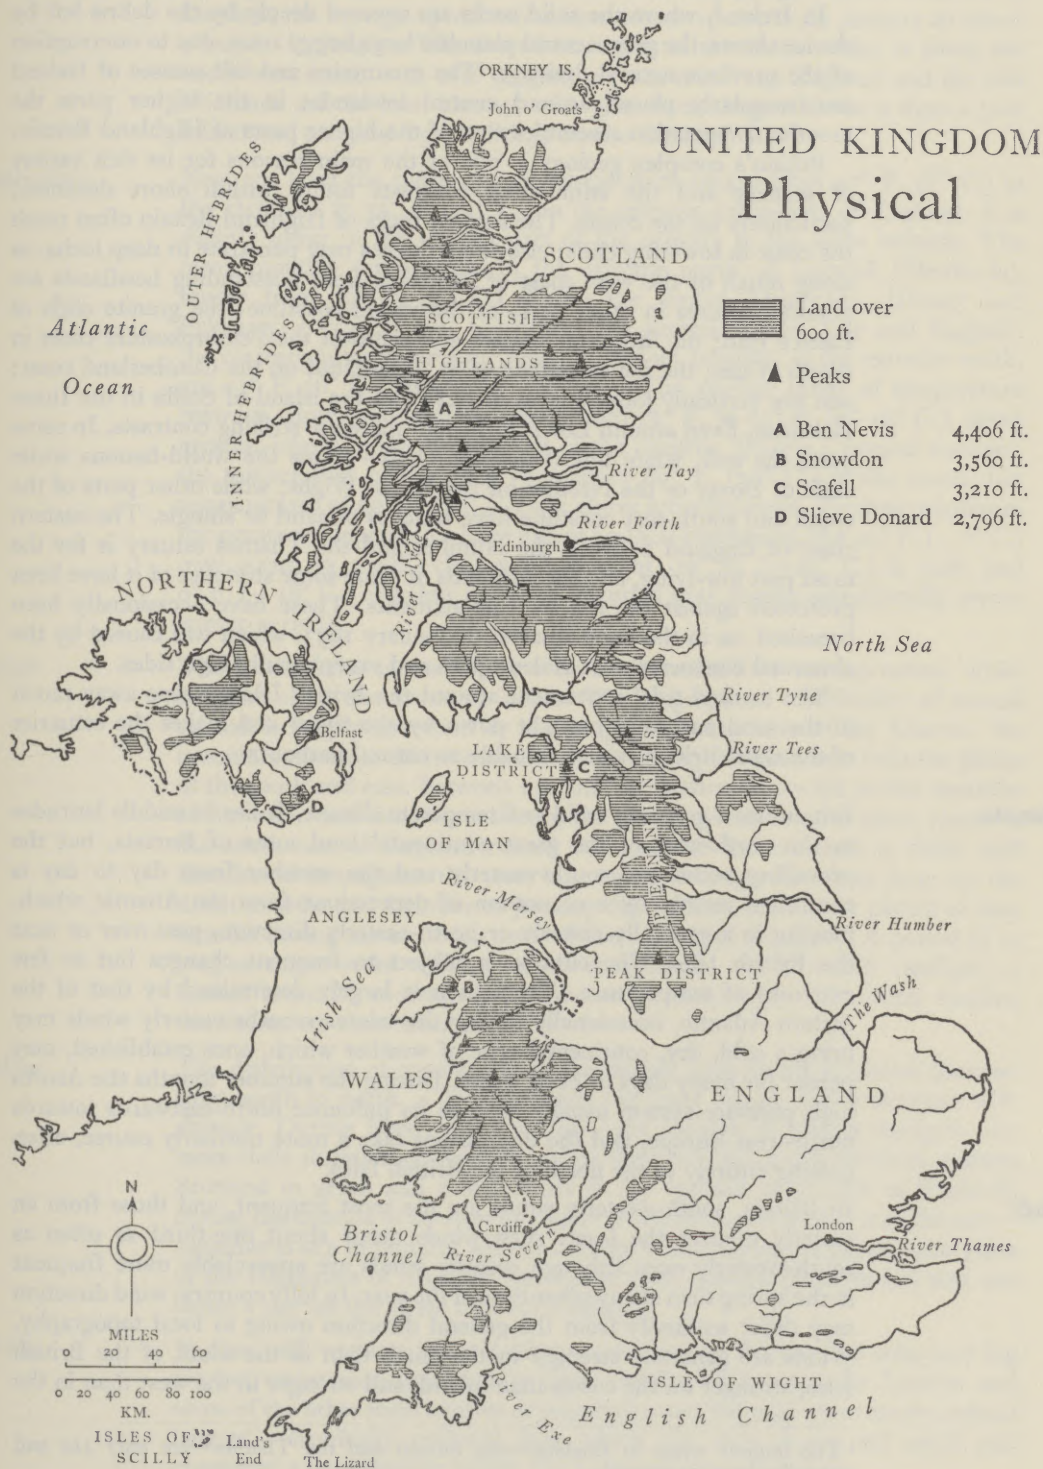 UNITED KINGDOM
Physical
Land over
600 ft.
Peaks
A Ben Nevis 4,406 ft.
B Snowdon 3,560 ft.
C Scafell 3,210 ft.
D Slieve Donard 2,796 ft.
ORKNEY IS.
John o' Groats
OUTER HEBRIDES
SCOTLAND
Atlantic
Ocean
SCOTTISH
HIGHLANDS
INNER HEBRIDES
A
River Tay
River Forth
Edinburgh
River Clyde
NORTHERN IRELAND
North Sea
River Tyne
Belfast
LAKE
DISTRICT
C
River Tees
PENNINES
D
ISLE
OF MAN
River Mersey
ANGLESEY
River Humber
PEAK DISTRICT
B
Irish Sea
The Wash
WALES
ENGLAND
N
Bristol
Channel
Cardiff
River Severn
London
River Thames
MILES
0 20 40 60
0 20 40 60 80 100
KM.
ISLE OF WIGHT
River Exe
English Channel
ISLES OF
SCILLY
Land's
End
The Lizard